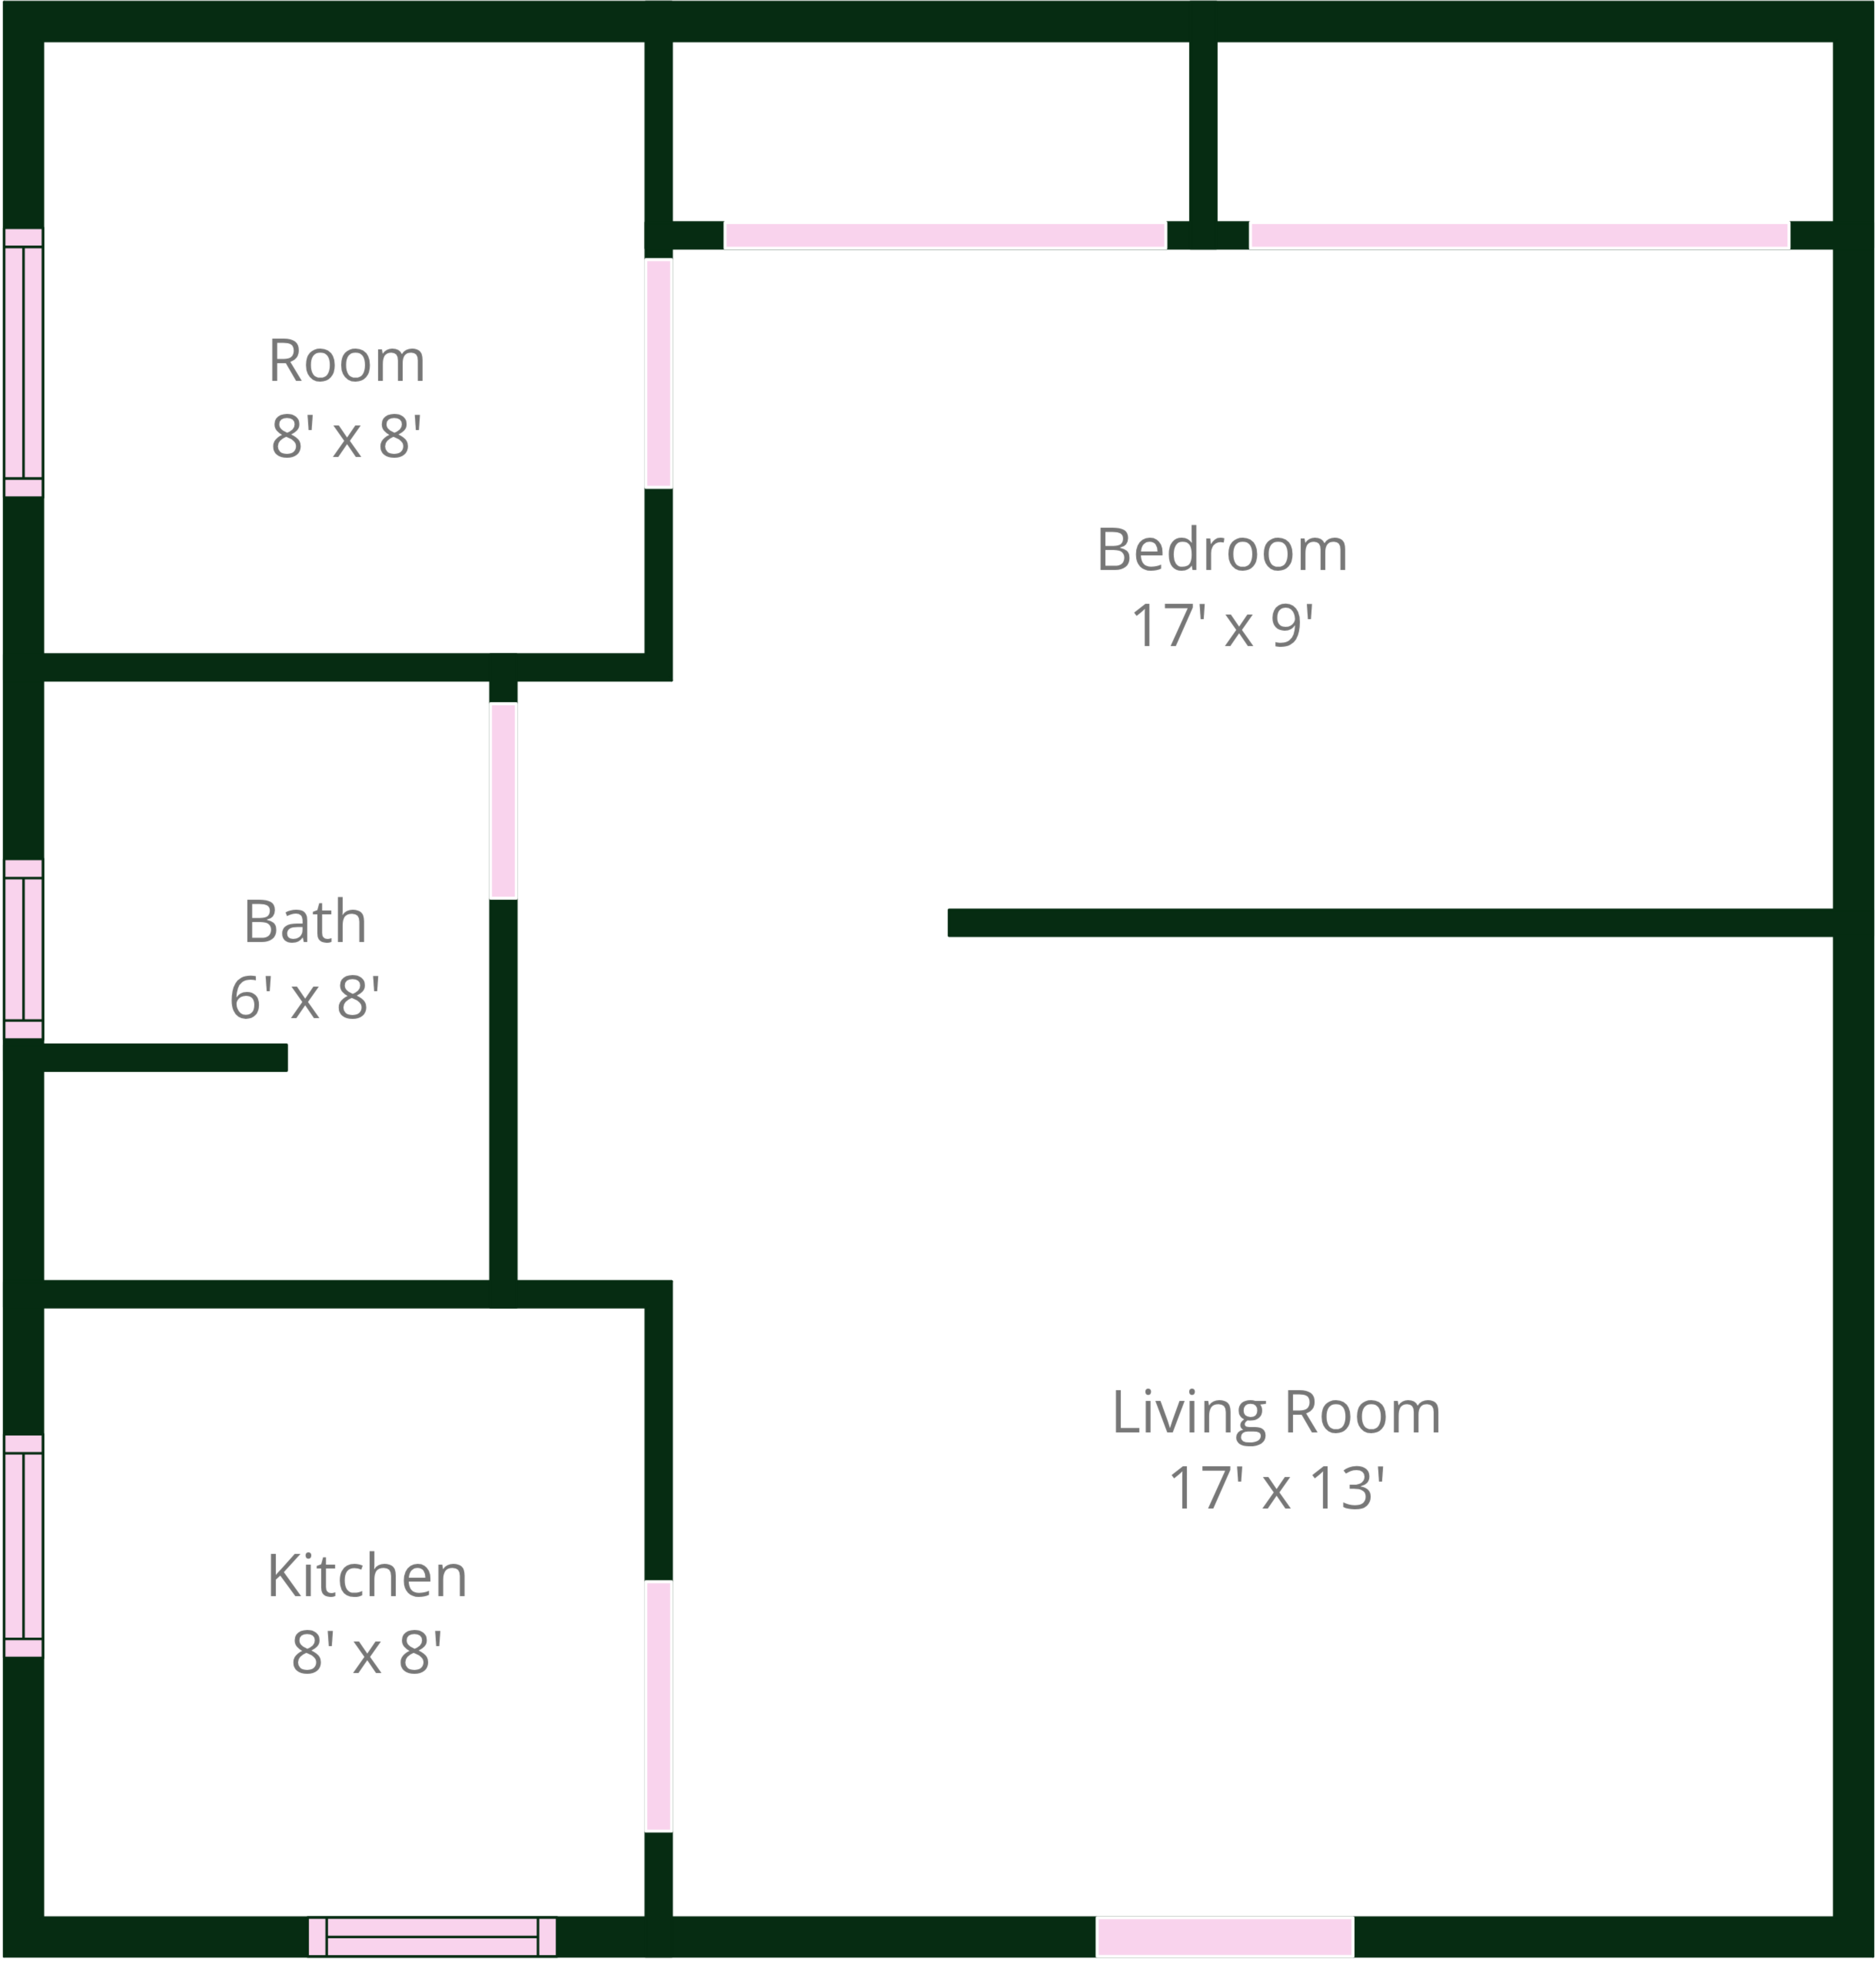 Room
8' x 8'
Bedroom
17' x 9'
Bath
6' x 8'
Living Room
17' x 13'
Kitchen
8' x 8'